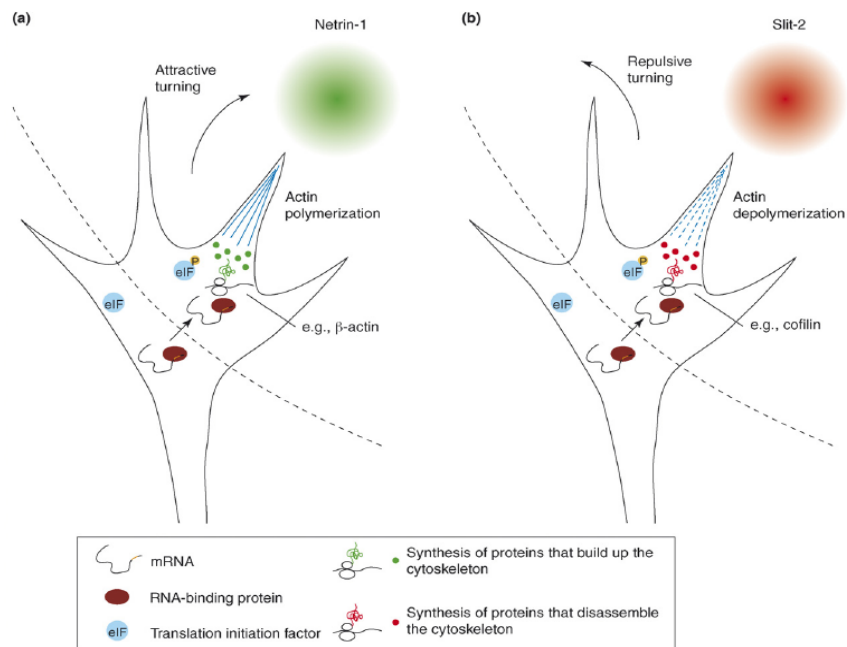 (a)
Netrin-1
Attractive
turning
Actin
polymerization
P
eIF
eIF
e.g., β-actin
(b)
Slit-2
Repulsive
turning
Actin
depolymerization
P
eIF
eIF
e.g., cofilin
mRNA
RNA-binding protein
eIF Translation initiation factor
Synthesis of proteins that build up the
cytoskeleton
Synthesis of proteins that disassemble
the cytoskeleton